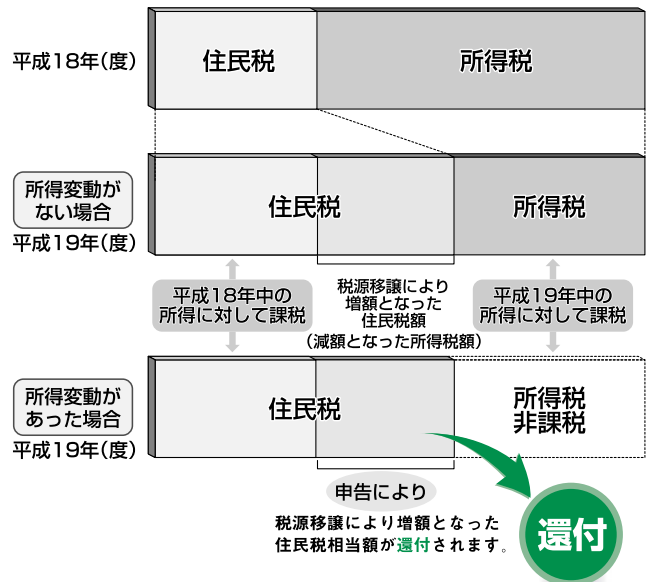 平成18年(度)
住民税
所得税
所得変動が
ない場合
平成19年(度)
住民税
所得税
平成18年中の
所得に対して課税
税源移譲により
増額となった
住民税額
(減額となった所得税額)
平成19年中の
所得に対して課税
所得変動が
あった場合
平成19年(度)
住民税
所得税
非課税
申告により
税源移譲により増額となった
住民税相当額が還付されます。
還付